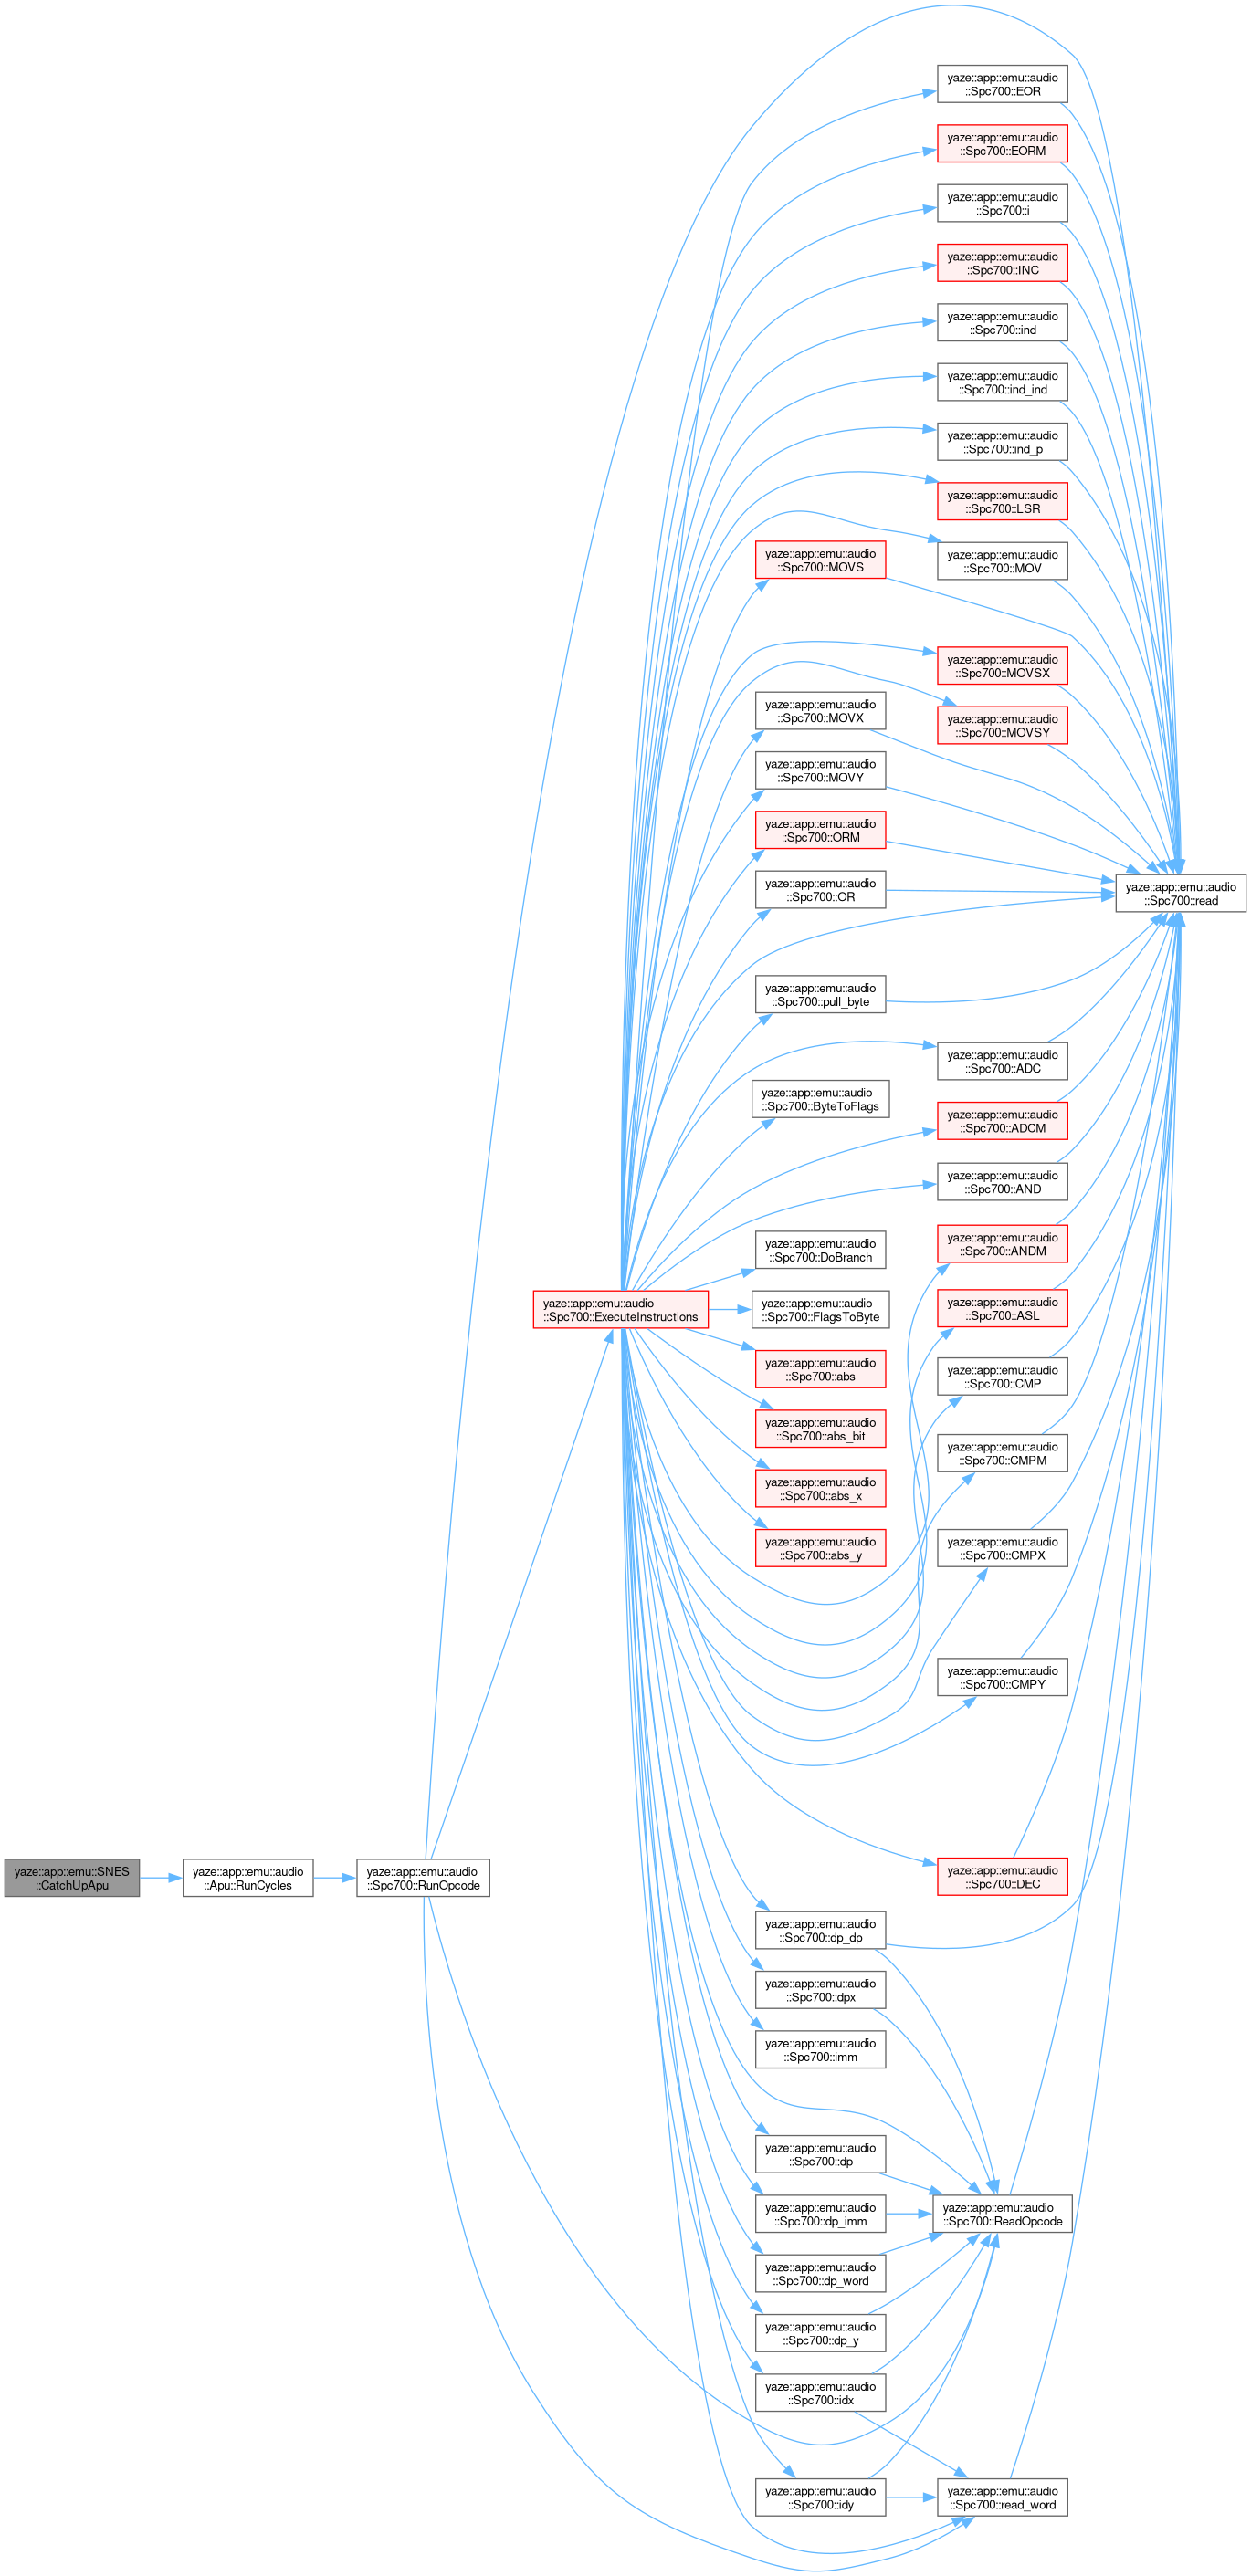 yaze::app::emu::audio
::Spc700::EOR
yaze::app::emu::audio
::Spc700::EORM
yaze::app::emu::audio
::Spc700::i
yaze::app::emu::audio
::Spc700::INC
yaze::app::emu::audio
::Spc700::ind
yaze::app::emu::audio
::Spc700::ind_ind
yaze::app::emu::audio
::Spc700::ind_p
yaze::app::emu::audio
::Spc700::LSR
yaze::app::emu::audio
::Spc700::MOVS
yaze::app::emu::audio
::Spc700::MOV
yaze::app::emu::audio
::Spc700::MOVSX
yaze::app::emu::audio
::Spc700::MOVX
yaze::app::emu::audio
::Spc700::MOVSY
yaze::app::emu::audio
::Spc700::MOVY
yaze::app::emu::audio
::Spc700::ORM
yaze::app::emu::audio
::Spc700::OR
yaze::app::emu::audio
::Spc700::read
yaze::app::emu::audio
::Spc700::pull_byte
yaze::app::emu::audio
::Spc700::ADC
yaze::app::emu::audio
::Spc700::ByteToFlags
yaze::app::emu::audio
::Spc700::ADCM
yaze::app::emu::audio
::Spc700::AND
yaze::app::emu::audio
::Spc700::DoBranch
yaze::app::emu::audio
::Spc700::ANDM
yaze::app::emu::audio
::Spc700::ExecuteInstructions
yaze::app::emu::audio
::Spc700::FlagsToByte
yaze::app::emu::audio
::Spc700::ASL
yaze::app::emu::audio
::Spc700::abs
yaze::app::emu::audio
::Spc700::CMP
yaze::app::emu::audio
::Spc700::abs_bit
yaze::app::emu::audio
::Spc700::CMPM
yaze::app::emu::audio
::Spc700::abs_x
yaze::app::emu::audio
::Spc700::abs_y
yaze::app::emu::audio
::Spc700::CMPX
yaze::app::emu::audio
::Spc700::CMPY
yaze::app::emu::SNES
::CatchUpApu
yaze::app::emu::audio
::Apu::RunCycles
yaze::app::emu::audio
::Spc700::RunOpcode
yaze::app::emu::audio
::Spc700::DEC
yaze::app::emu::audio
::Spc700::dp_dp
yaze::app::emu::audio
::Spc700::dpx
yaze::app::emu::audio
::Spc700::imm
yaze::app::emu::audio
::Spc700::dp
yaze::app::emu::audio
::Spc700::dp_imm
yaze::app::emu::audio
::Spc700::ReadOpcode
yaze::app::emu::audio
::Spc700::dp_word
yaze::app::emu::audio
::Spc700::dp_y
yaze::app::emu::audio
::Spc700::idx
yaze::app::emu::audio
::Spc700::idy
yaze::app::emu::audio
::Spc700::read_word